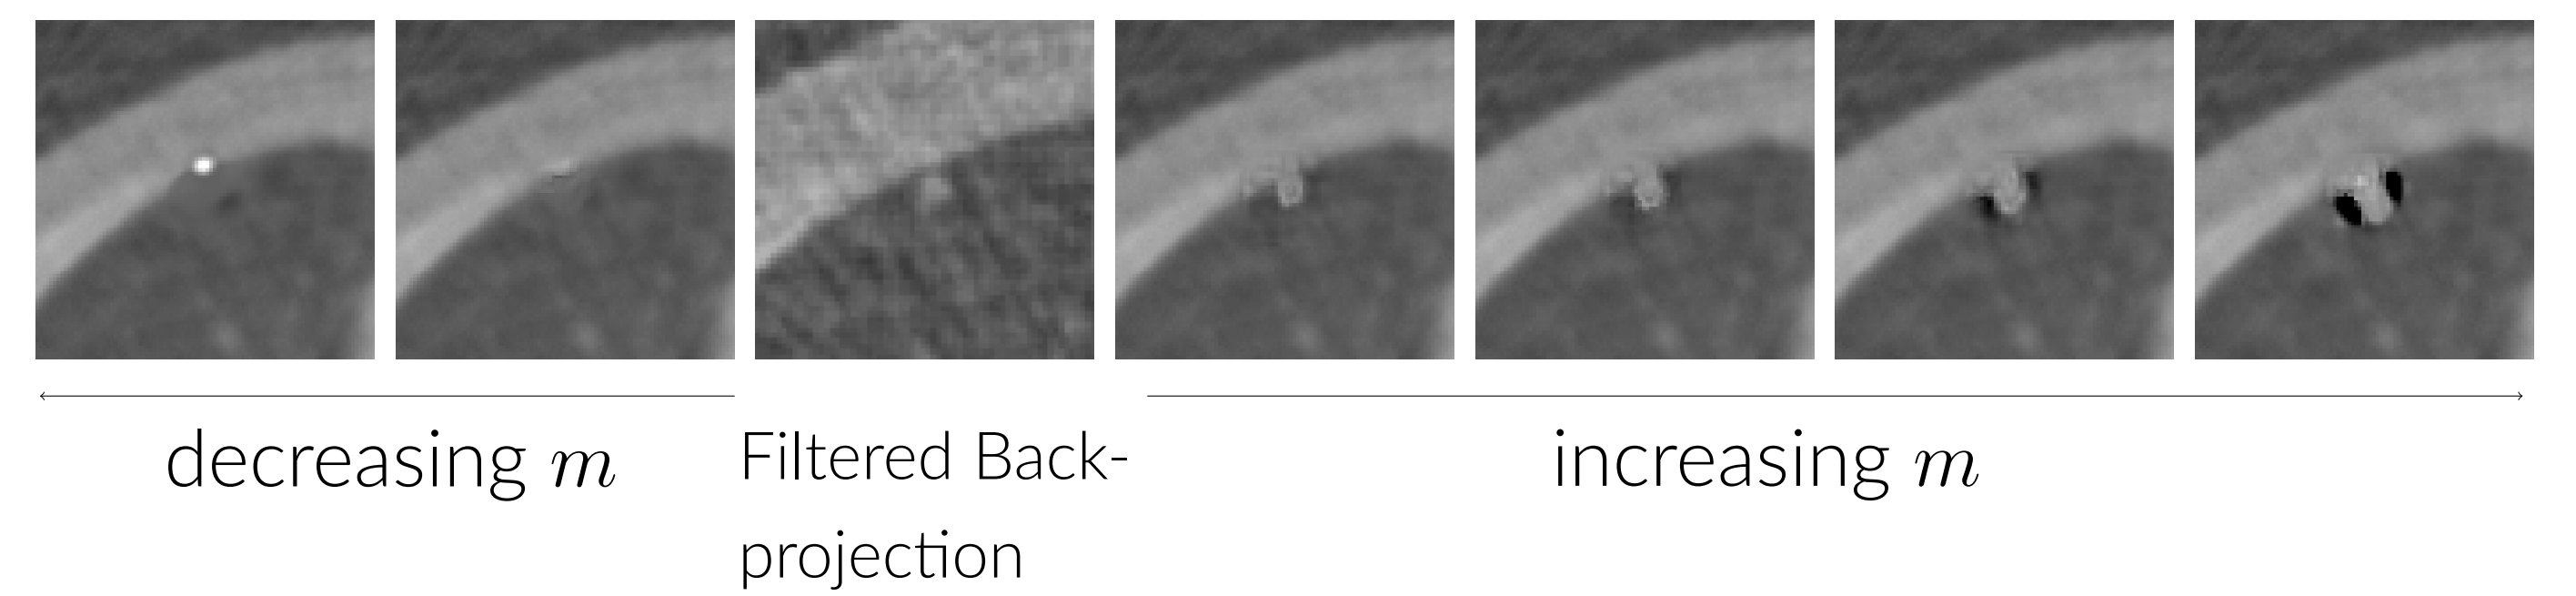 decreasing m
Filtered Back-
projection
increasing m